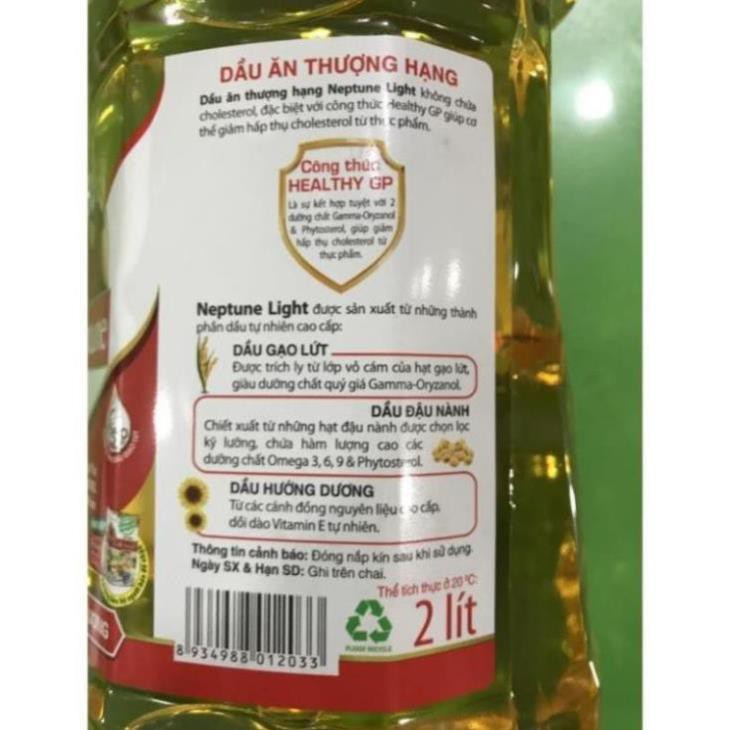 DẦU ĂN THƯỢNG HẠNG
Dầu ăn thượng hạng Neptune Light không chứa
cholesterol, đặc biệt với công thức Healthy GP giúp cơ
thể giảm hấp thụ cholesterol từ thực phẩm.
Công thức
HEALTHY GP
Là sự kết hợp tuyệt với 2
dưỡng chất Gamma-Oryzanol
& Phytosterol, giúp giảm
hấp thụ cholesterol từ
thực phẩm.
Neptune Light được sản xuất từ những thành
phần dầu tự nhiên cao cấp:
DẦU GẠO LỨT
Được trích ly từ lớp vỏ cám của hạt gạo lứt,
giàu dưỡng chất quý giá Gamma-Oryzanol.
DẦU ĐẬU NÀNH
Chiết xuất từ những hạt đậu nành được chọn lọc
kỹ lưỡng, chứa hàm lượng cao các
dưỡng chất Omega 3, 6, 9 & Phytosterol.
DẦU HƯỚNG DƯƠNG
Từ các cánh đồng nguyên liệu cao cấp,
dồi dào Vitamin E tự nhiên.
Thông tin cảnh báo: Đóng nắp kín sau khi sử dụng.
Ngày SX & Hạn SD: Ghi trên chai.
Thể tích thực ở 20 °C:
2 lít
PLEASE RECYCLE
8 934988 012033